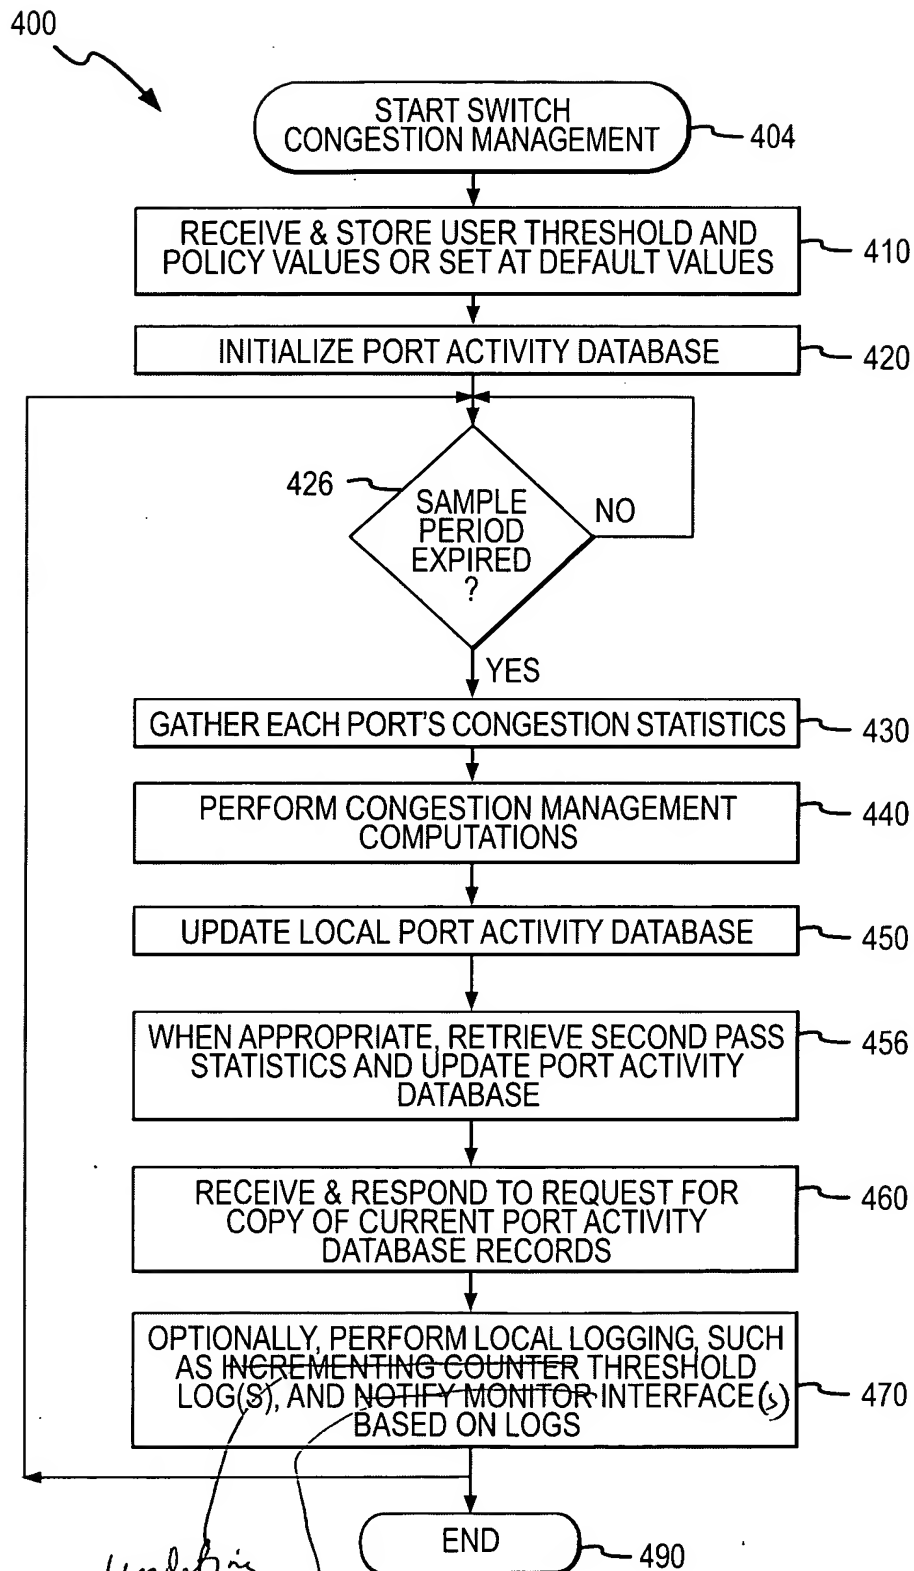 400
START SWITCH
CONGESTION MANAGEMENT
404
RECEIVE & STORE USER THRESHOLD AND
POLICY VALUES OR SET AT DEFAULT VALUES
410
INITIALIZE PORT ACTIVITY DATABASE
420
426
SAMPLE
PERIOD
EXPIRED
?
NO
YES
GATHER EACH PORT'S CONGESTION STATISTICS
430
PERFORM CONGESTION MANAGEMENT
COMPUTATIONS
440
UPDATE LOCAL PORT ACTIVITY DATABASE
450
WHEN APPROPRIATE, RETRIEVE SECOND PASS
STATISTICS AND UPDATE PORT ACTIVITY
DATABASE
456
RECEIVE & RESPOND TO REQUEST FOR
COPY OF CURRENT PORT ACTIVITY
DATABASE RECORDS
460
OPTIONALLY, PERFORM LOCAL LOGGING, SUCH
AS INCREMENTING COUNTER THRESHOLD
LOG(S), AND NOTIFY MONITOR INTERFACE(s)
BASED ON LOGS
470
END
490